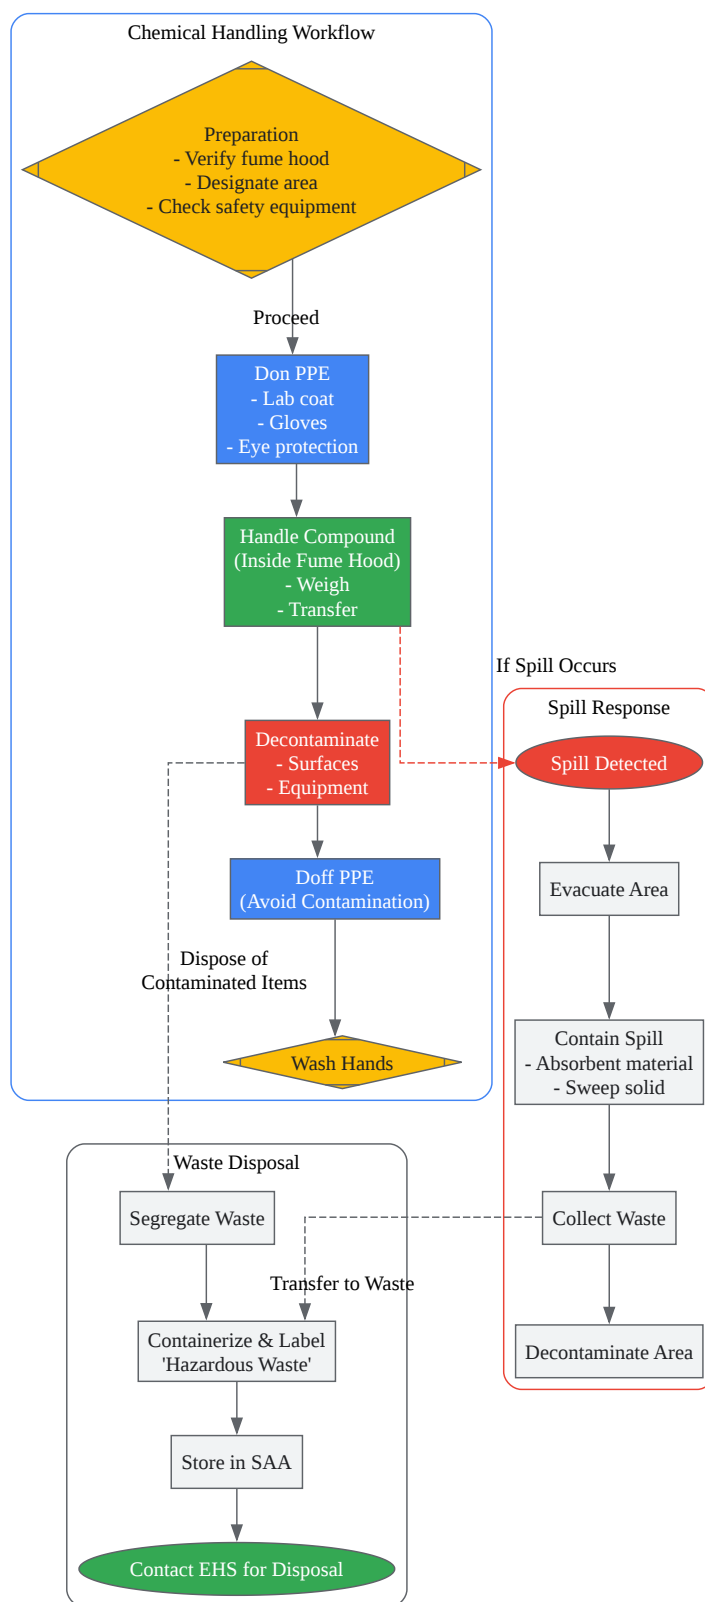 Chemical Handling Workflow
Preparation
- Verify fume hood
- Designate area
- Check safety equipment
Proceed
Don PPE
- Lab coat
- Gloves
- Eye protection
Handle Compound
(Inside Fume Hood)
- Weigh
- Transfer
If Spill Occurs
Spill Response
Decontaminate
- Surfaces
- Equipment
Spill Detected
Doff PPE
(Avoid Contamination)
Evacuate Area
Dispose of
Contaminated Items
Wash Hands
Contain Spill
- Absorbent material
- Sweep solid
Waste Disposal
Segregate Waste
Collect Waste
Transfer to Waste
Containerize & Label
'Hazardous Waste'
Decontaminate Area
Store in SAA
Contact EHS for Disposal